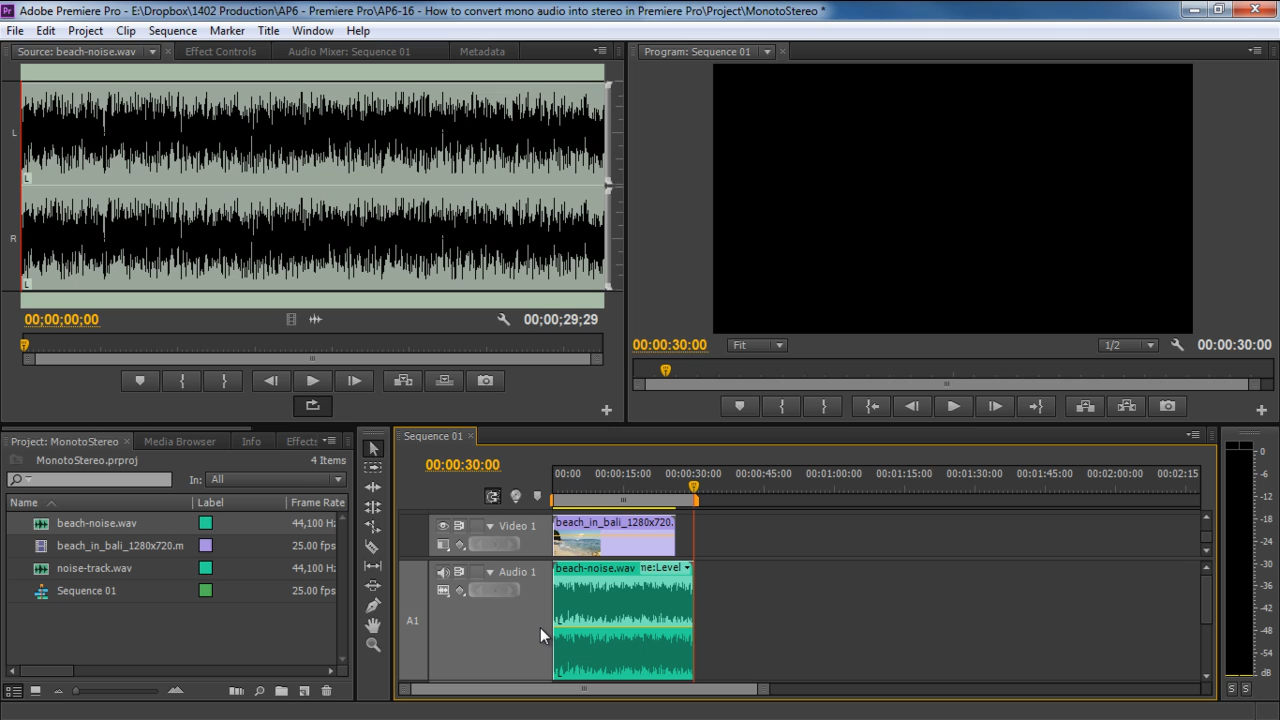 Pr Adobe Premiere Pro - E:\Dropbox\1402 Production\AP6 - Premiere Pro\AP6-16 - How to convert mono audio into stereo in Premiere Pro\Project\MonotoStereo *
File Edit Project Clip Sequence Marker Title Window Help
Source: beach-noise.wav Effect Controls Audio Mixer: Sequence 01 Metadata
Program: Sequence 01
L
L
R
L
00;00;00;00 00;00;29;29
00:00:30:00 Fit 1/2 00:00:30:00
Project: MonotoStereo Media Browser Info Effects
MonotoStereo.prproj 4 Items
In: All
Name Label Frame Rate
beach-noise.wav 44,100 Hz
beach_in_bali_1280x720.m 25.00 fps
noise-track.wav 44,100 Hz
Sequence 01 25.00 fps
Sequence 01
00:00:30:00
00:00 00:00:15:00 00:00:30:00 00:00:45:00 00:01:00:00 00:01:15:00 00:01:30:00 00:01:45:00 00:02:00:00 00:02:15
Video 1 beach_in_bali_1280x720.
Audio 1 beach-noise.wav me:Level
A1
L
L
0
-6
-12
-18
-24
-30
-36
-42
-48
-54
dB
S S